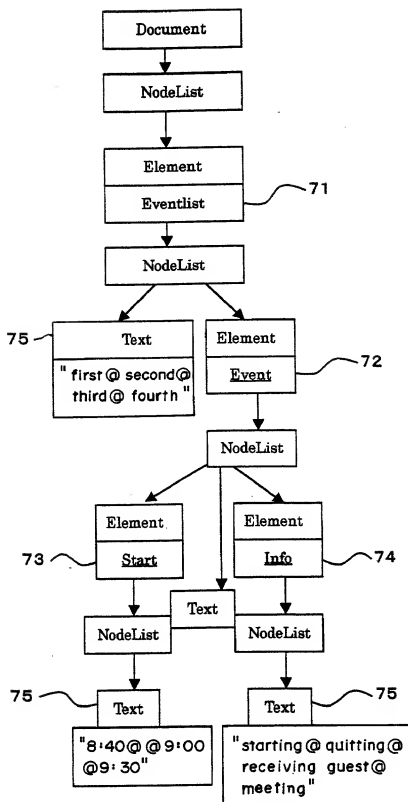 Document
NodeList
Element
Eventlist
71
NodeList
75
Text
"first@ second@
third@ fourth"
Element
Event
72
NodeList
Element
Start
73
Element
Info
74
Text
NodeList
NodeList
75
Text
"8:40@ @9:00
@9:30"
75
Text
"starting@ quitting@
receiving guest@
meeting"